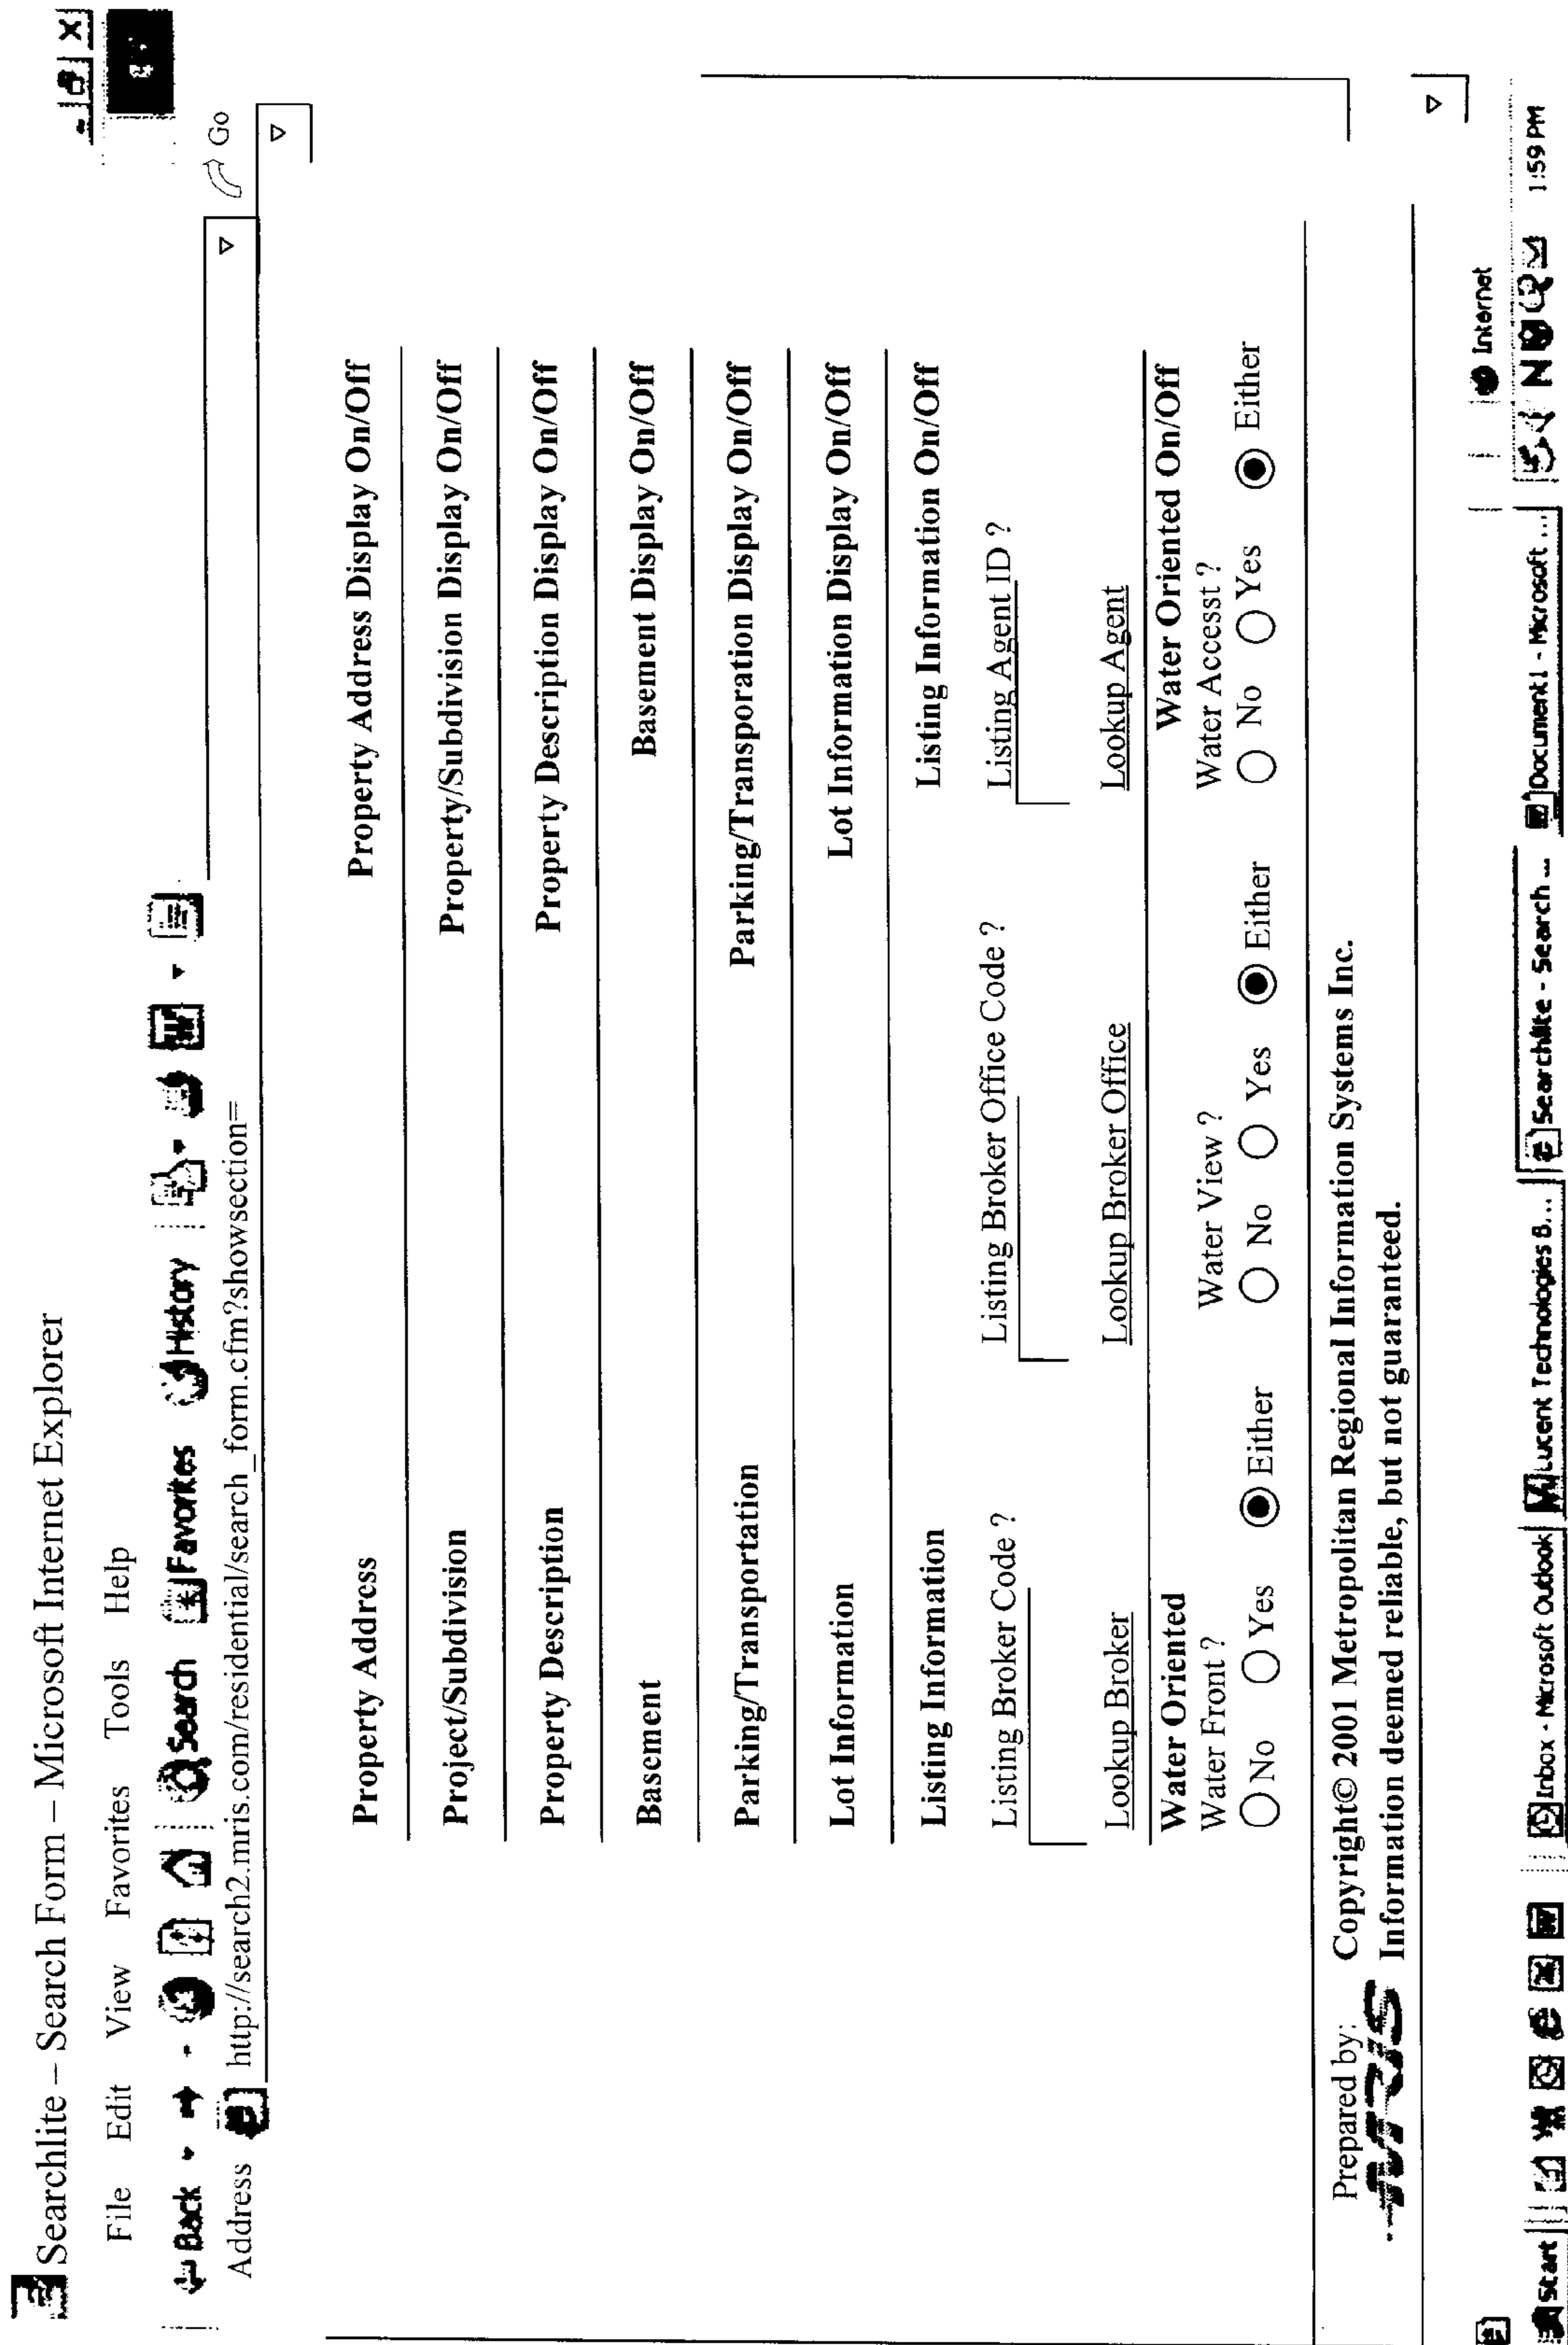 Searchlite – Search Form – Microsoft Internet Explorer
File Edit View Favorites Tools Help
Back Search Favorites History
Address http://search2.mris.com/residential/search_form.cfm?showsection= Go
Property Address Property Address Display On/Off
Project/Subdivision Property/Subdivision Display On/Off
Property Description Property Description Display On/Off
Basement Basement Display On/Off
Parking/Transportation Parking/Transporation Display On/Off
Lot Information Lot Information Display On/Off
Listing Information Listing Information On/Off
Listing Broker Code ? Listing Broker Office Code ? Listing Agent ID ?
Lookup Broker Lookup Broker Office Lookup Agent
Water Oriented Water Oriented On/Off
Water Front ? Water View ? Water Accesst ?
No Yes Either No Yes Either No Yes Either
Prepared by: Copyright© 2001 Metropolitan Regional Information Systems Inc.
MRIS Information deemed reliable, but not guaranteed.
Internet
Start Inbox - Microsoft Outlook Lucent Technologies B... Searchlite - Search ... Document1 - Microsoft ... 1:59 PM